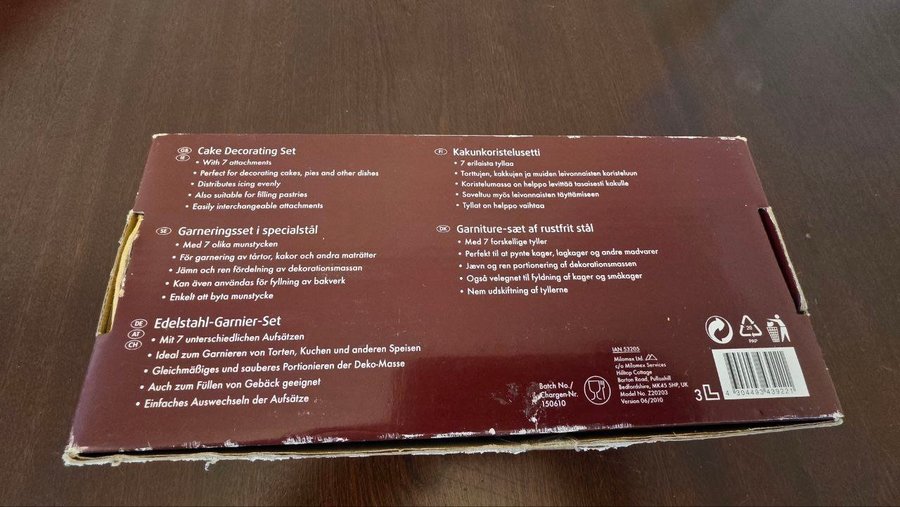 GB Cake Decorating Set
IE
• With 7 attachments
• Perfect for decorating cakes, pies and other dishes
• Distributes icing evenly
• Also suitable for filling pastries
• Easily interchangeable attachments
SE Garneringsset i specialstål
• Med 7 olika munstycken
• För garnering av tårtor, kakor och andra maträtter
• Jämn och ren fördelning av dekorationsmassan
• Kan även användas för fyllning av bakverk
• Enkelt att byta munstycke
DE Edelstahl-Garnier-Set
AT
CH
• Mit 7 unterschiedlichen Aufsätzen
• Ideal zum Garnieren von Torten, Kuchen und anderen Speisen
• Gleichmäßiges und sauberes Portionieren der Deko-Masse
• Auch zum Füllen von Gebäck geeignet
• Einfaches Auswechseln der Aufsätze
FI Kakunkoristelusetti
• 7 erilaista tyllaa
• Torttujen, kakkujen ja muiden leivonnaisten koristeluun
• Koristelumassa on helppo levittää tasaisesti kakulle
• Soveltuu myös leivonnaisten täyttämiseen
• Tyllat on helppo vaihtaa
DK Garniture-sæt af rustfrit stål
• Med 7 forskellige tyller
• Perfekt til at pynte kager, lagkager og andre madvarer
• Jævn og ren portionering af dekorationsmassen
• Også velegnet til fyldning af kager og småkager
• Nem udskiftning af tyllerne
Batch No./
Chargen-Nr.
150610
IAN 53205
Milomex Ltd.
c/o Milomex Services
Hilltop Cottage
Barton Road, Pulloxhill
Bedfordshire, MK45 5HP, UK
Model No. Z20203
Version 06/2010
20
PAP
3L
4 304493 439221